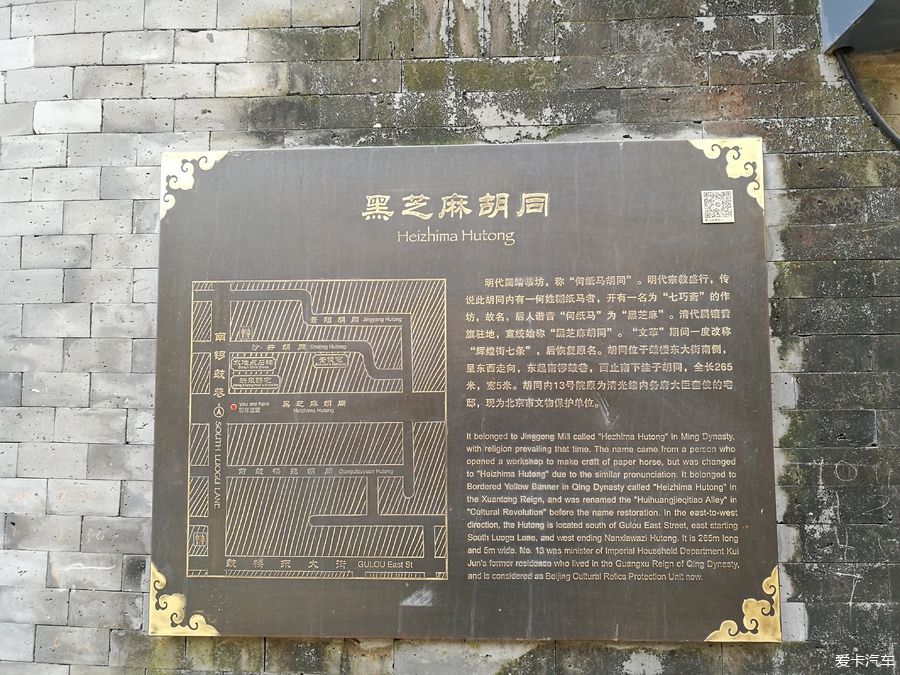 黑芝麻胡同
Heizhima Hutong
明代属靖恭坊，称“何纸马胡同”。明代宗教盛行，传
说此胡同内有一何姓糊纸马者，开有一名为“七巧斋”的作
坊，故名，后人谐音“何纸马”为“黑芝麻”。清代属镶黄
旗驻地，宣统始称“黑芝麻胡同”。“文革”期间一度改称
“辉煌街七条”，后恢复原名。胡同位于鼓楼东大街南侧，
呈东西走向，东起南锣鼓巷，西止南下洼子胡同，全长265
米，宽5米。胡同内13号院原为清光绪内务府大臣奎俊的宅
邸，现为北京市文物保护单位。
It belonged to Jinggong Mill called "Hezhima Hutong" in Ming Dynasty,
with religion prevailing that time. The name came from a person who
opened a workshop to make craft of paper horse, but was changed
to "Heizhima Hutong" due to the similar pronunciation. It belonged to
Bordered Yellow Banner in Qing Dynasty called "Heizhima Hutong" in
the Xuantong Reign, and was renamed the "Huihuangjieqitiao Alley" in
"Cultural Revolution" before the name restoration. In the east-to-west
direction, the Hutong is located south of Gulou East Street, east starting
South Luogu Lane, and west ending Nanxiawazi Hutong. It is 265m long
and 5m wide. No. 13 was minister of Imperial Household Department Kui
Jun's former residence who lived in the Guangxu Reign of Qing Dynasty,
and is considered as Beijing Cultural Relics Protection Unit now.
景阳胡同 Jingyang Hutong
沙井胡同 Shajing Hutong
奎俊宅
南锣鼓巷
SOUTH LUOGU LANE
you are here
您在这里
黑芝麻胡同
Heizhima Hutong
前鼓楼苑胡同 Qiangulouyuan Hutong
鼓楼东大街 GULOU East St
爱卡汽车